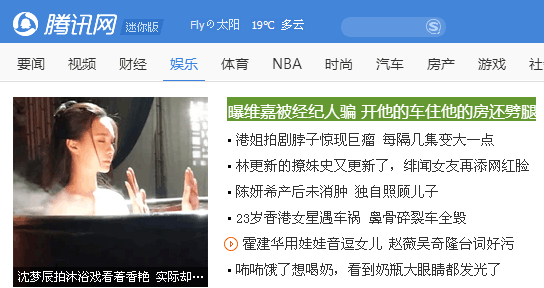 腾讯网 迷你版 Flyの太阳 19℃ 多云
要闻 视频 财经 娱乐 体育 NBA 时尚 汽车 房产 游戏 社
曝维嘉被经纪人骗 开他的车住他的房还劈腿
港姐拍剧脖子惊现巨瘤 每隔几集变大一点
林更新的撩妹史又更新了，绯闻女友再添网红脸
陈妍希产后未消肿 独自照顾儿子
23岁香港女星遇车祸 鼻骨碎裂车全毁
霍建华用娃娃音逗女儿 赵薇吴奇隆台词好污
咘咘饿了想喝奶，看到奶瓶大眼睛都发光了
沈梦辰拍沐浴戏看着香艳 实际却…